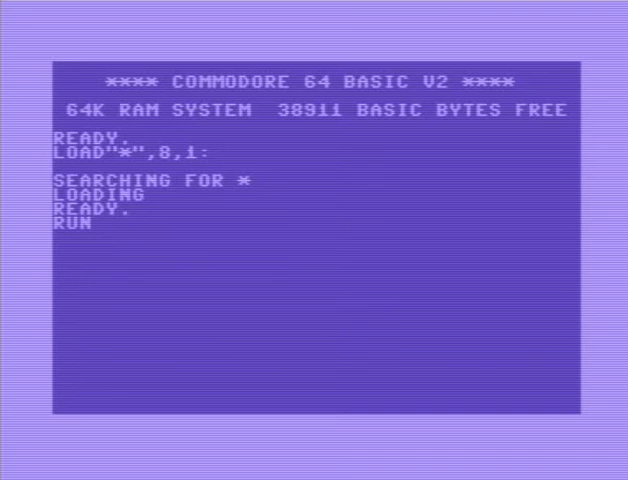 **** COMMODORE 64 BASIC V2 ****
64K RAM SYSTEM  38911 BASIC BYTES FREE
READY.
LOAD"*",8,1:
SEARCHING FOR *
LOADING
READY.
RUN